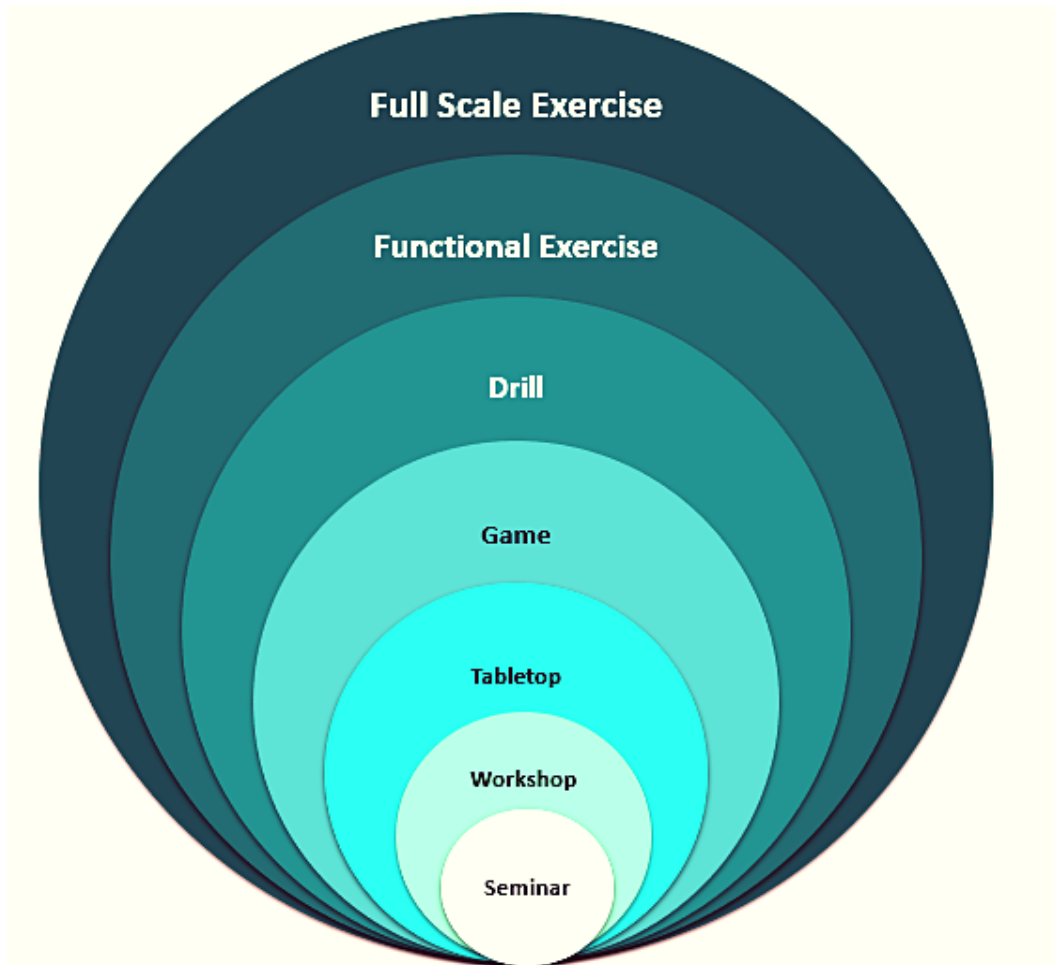 Full Scale Exercise
Functional Exercise
Drill
Game
Tabletop
Workshop
Seminar